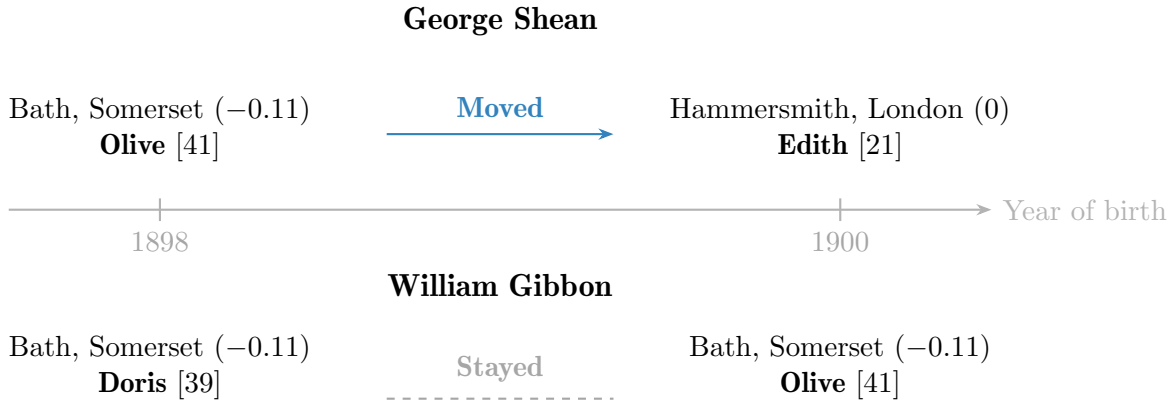 George Shean
Bath, Somerset (−0.11)
Olive [41]
Moved
Hammersmith, London (0)
Edith [21]
Year of birth
1898
1900
William Gibbon
Bath, Somerset (−0.11)
Doris [39]
Stayed
Bath, Somerset (−0.11)
Olive [41]